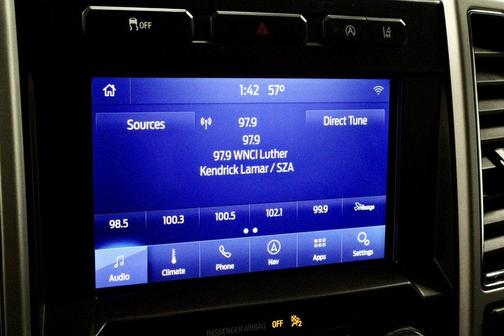 OFF
1:42 57°
Sources
97.9
Direct Tune
97.9
97.9 WNCI Luther
Kendrick Lamar / SZA
98.5 100.3 100.5 102.1 99.9
Audio Climate Phone Nav Apps Settings
PASSENGER AIRBAG OFF 2